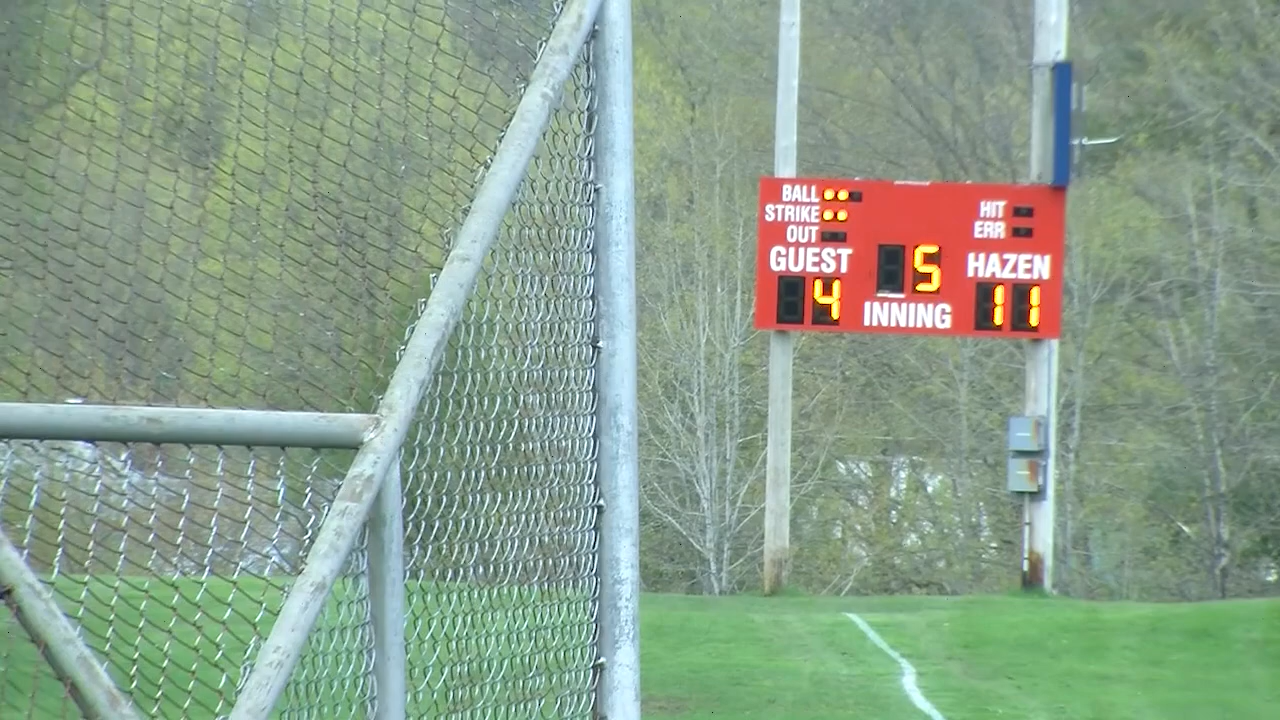 BALL
STRIKE
OUT
HIT
ERR
GUEST 5 HAZEN
4 INNING 11